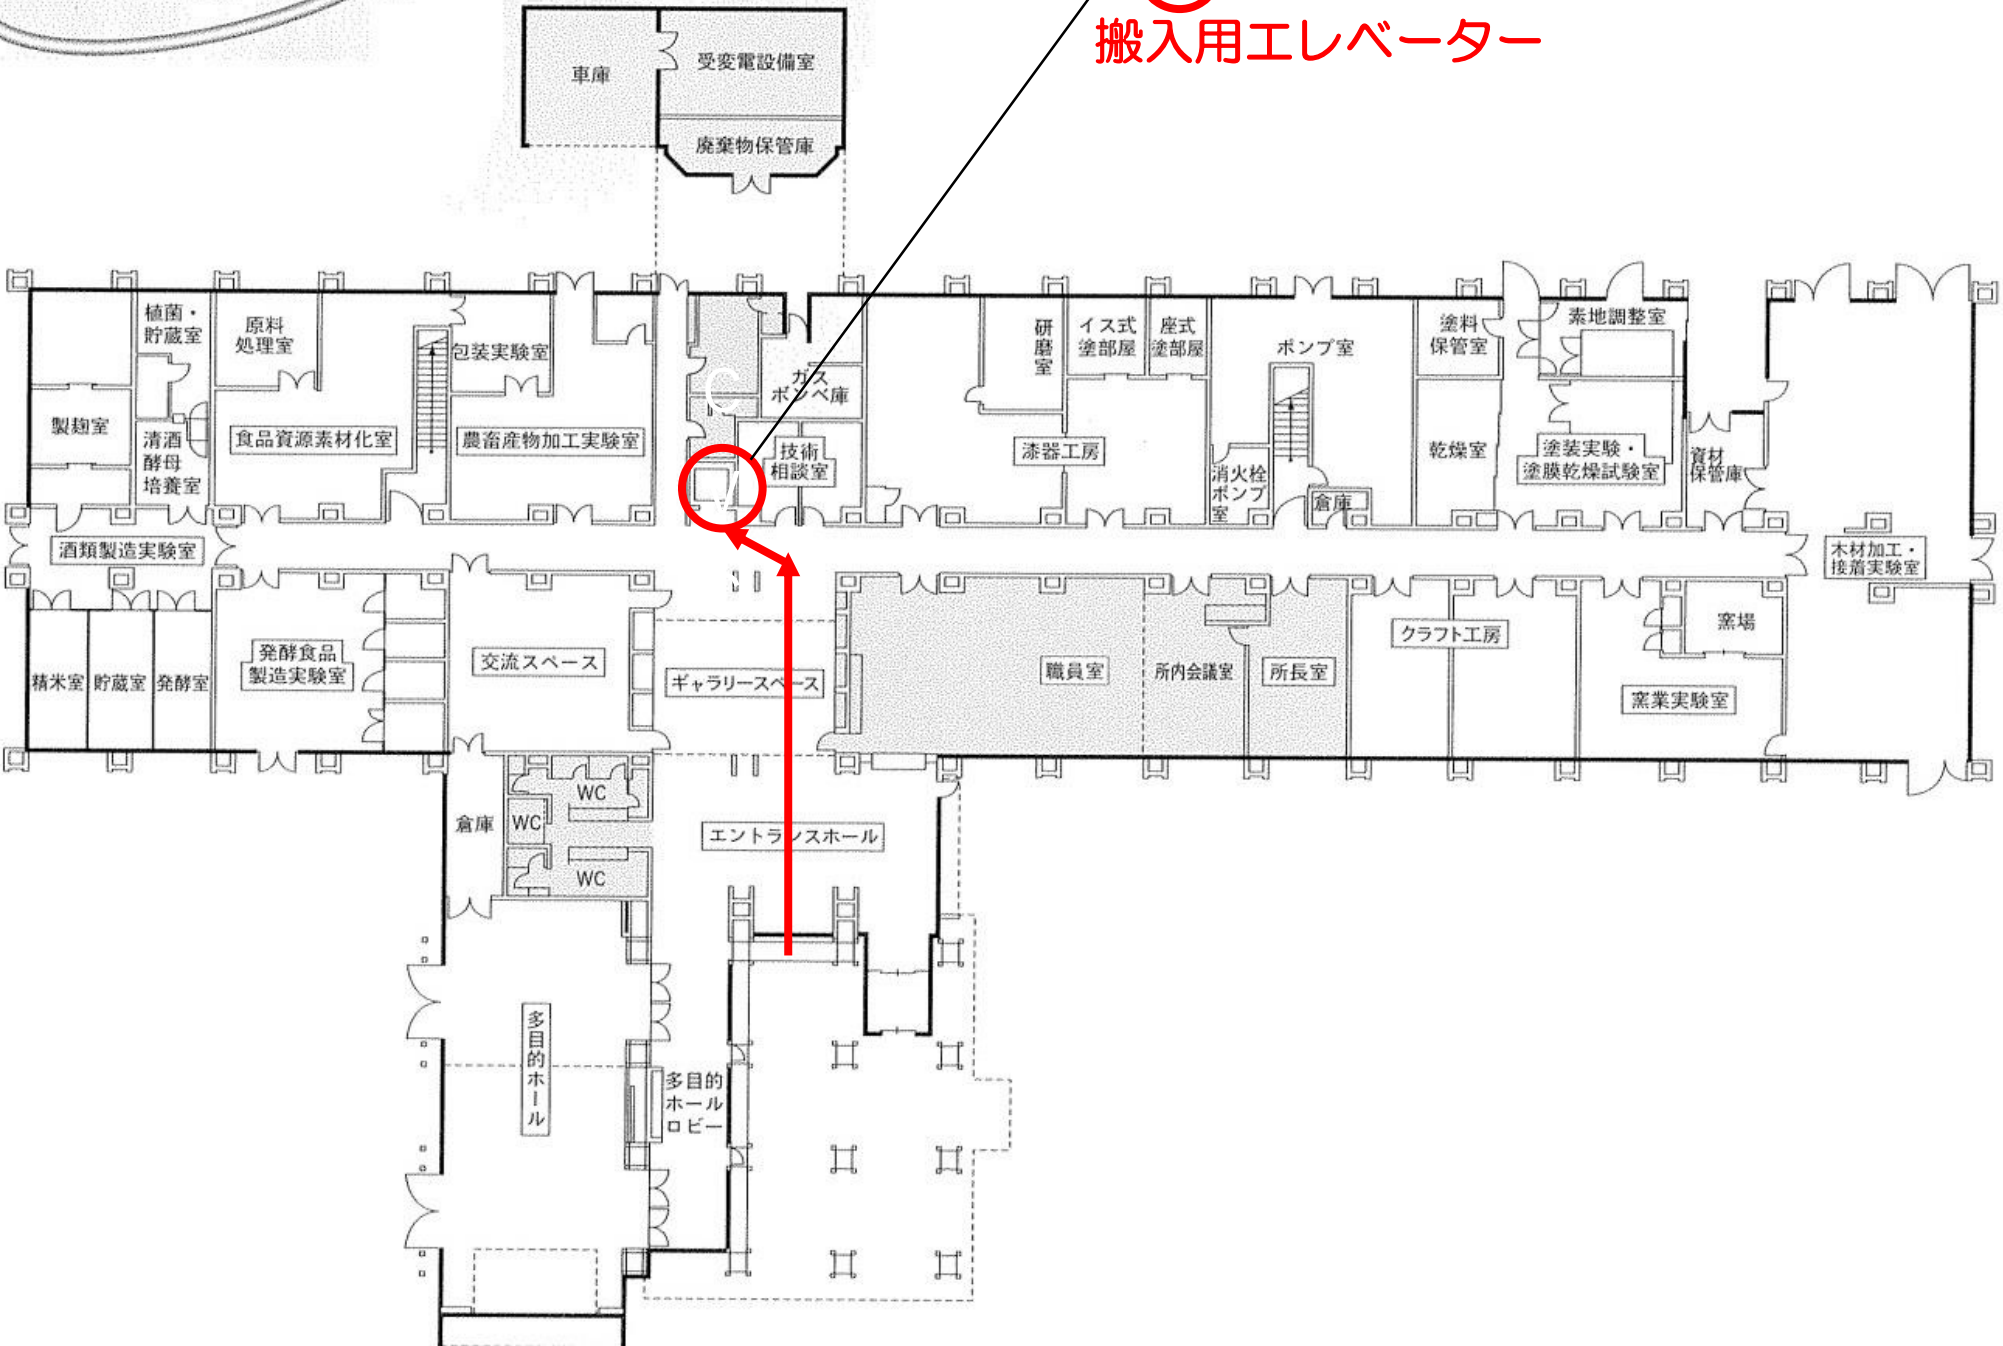 搬入用エレベーター
車庫
受変電設備室
廃棄物保管庫
植菌・
貯蔵室
原料
処理室
包装実験室
ガス
ボンベ庫
研磨室
イス式
塗部屋
座式
塗部屋
ポンプ室
塗料
保管室
素地調整室
製麹室
清酒
酵母
培養室
食品資源素材化室
農畜産物加工実験室
技術
相談室
漆器工房
消火栓
ポンプ
室
倉庫
乾燥室
塗装実験・
塗膜乾燥試験室
資材
保管庫
酒類製造実験室
木材加工・
接着実験室
精米室
貯蔵室
発酵室
発酵食品
製造実験室
交流スペース
ギャラリースペース
職員室
所内会議室
所長室
クラフト工房
窯場
窯業実験室
倉庫
WC
WC
WC
エントランスホール
多目的ホール
多目的
ホール
ロビー